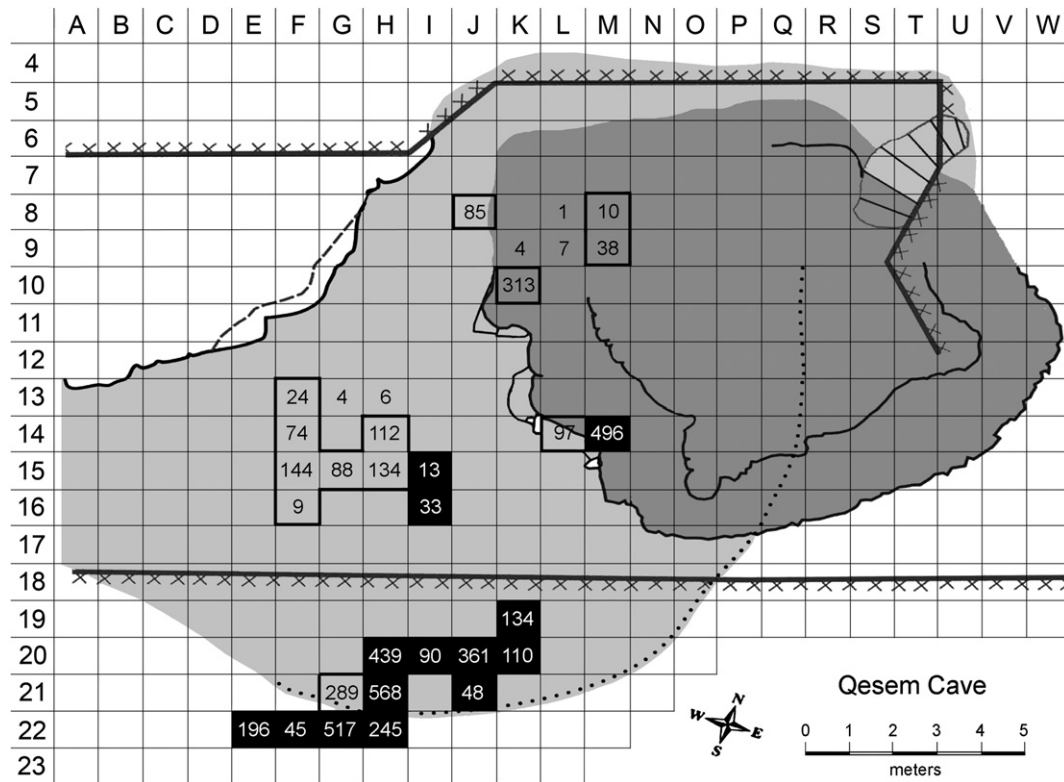 A B C D E F G H I J K L M N O P Q R S T U V W
4
5
6
7
8 85 1 10
9 4 7 38
10 313
11
12
13 24 4 6
14 74 112 97 496
15 144 88 134 13
16 9 33
17
18
19 134
20 439 90 361 110
21 289 568 48
22 196 45 517 245
23
Qesem Cave
N
W
E
S
0 1 2 3 4 5
meters